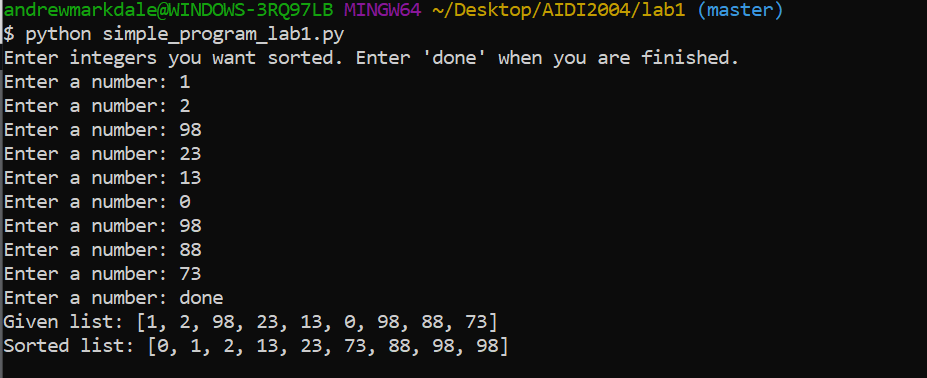 andrewmarkdale@WINDOWS-3RQ97LB MINGW64 ~/Desktop/AIDI2004/lab1 (master)
$ python simple_program_lab1.py
Enter integers you want sorted. Enter 'done' when you are finished.
Enter a number: 1
Enter a number: 2
Enter a number: 98
Enter a number: 23
Enter a number: 13
Enter a number: 0
Enter a number: 98
Enter a number: 88
Enter a number: 73
Enter a number: done
Given list: [1, 2, 98, 23, 13, 0, 98, 88, 73]
Sorted list: [0, 1, 2, 13, 23, 73, 88, 98, 98]